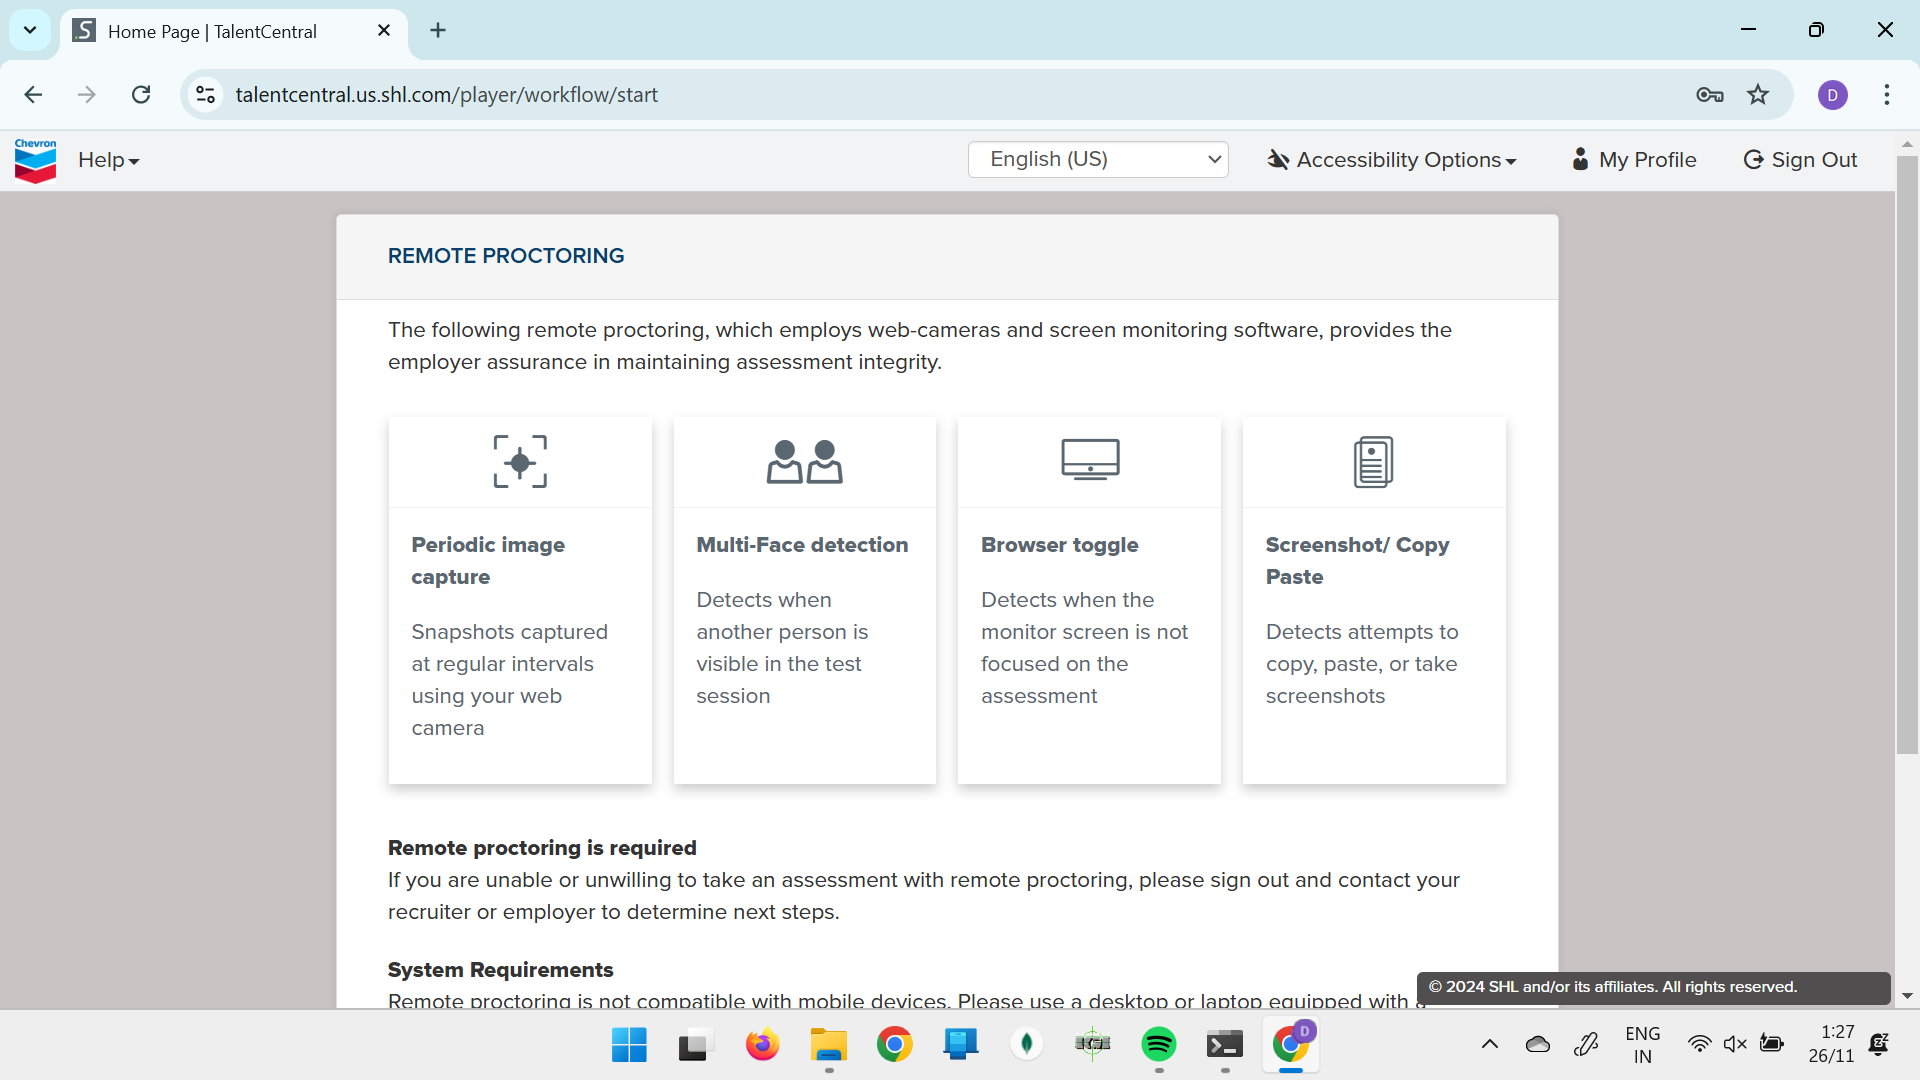 Home Page | TalentCentral
talentcentral.us.shl.com/player/workflow/start
D
Chevron
Help
English (US)
Accessibility Options
My Profile
Sign Out
REMOTE PROCTORING
The following remote proctoring, which employs web-cameras and screen monitoring software, provides the
employer assurance in maintaining assessment integrity.
Periodic image
capture
Snapshots captured
at regular intervals
using your web
camera
Multi-Face detection
Detects when
another person is
visible in the test
session
Browser toggle
Detects when the
monitor screen is not
focused on the
assessment
Screenshot/ Copy
Paste
Detects attempts to
copy, paste, or take
screenshots
Remote proctoring is required
If you are unable or unwilling to take an assessment with remote proctoring, please sign out and contact your
recruiter or employer to determine next steps.
System Requirements
Remote proctoring is not compatible with mobile devices. Please use a desktop or laptop equipped with a
© 2024 SHL and/or its affiliates. All rights reserved.
D
ENG
IN
1:27
26/11